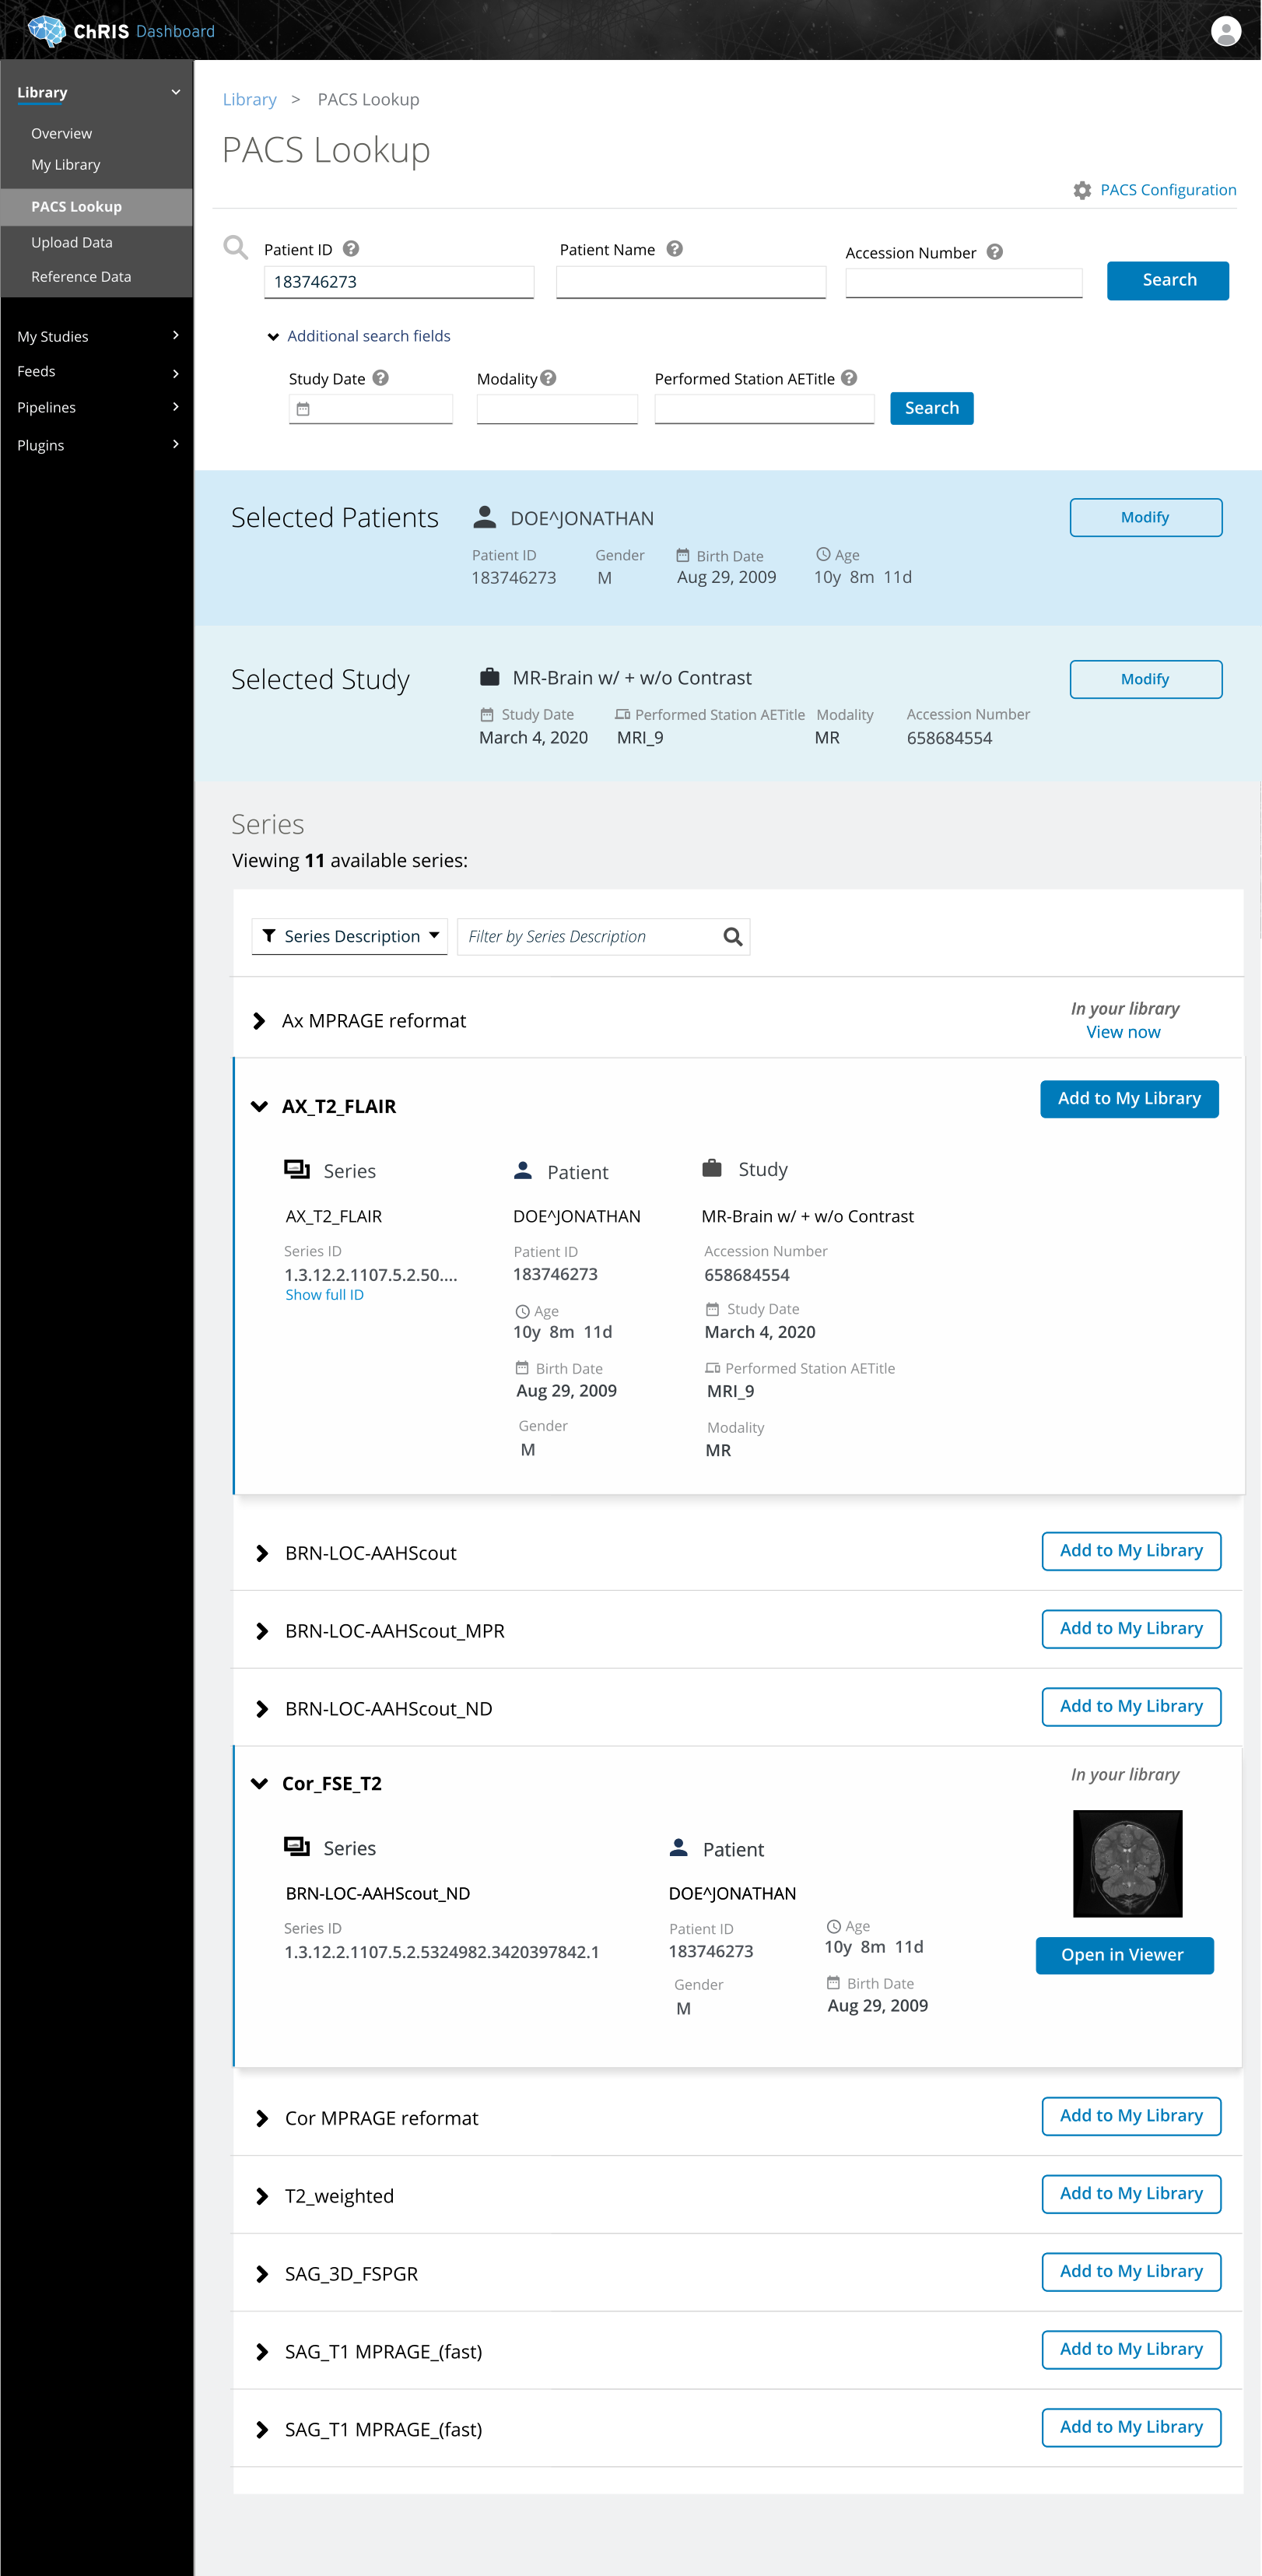 ChRIS Dashboard
Library
Overview
My Library
PACS Lookup
Upload Data
Reference Data
My Studies
Feeds
Pipelines
Plugins
Library > PACS Lookup
PACS Lookup
PACS Configuration
Patient ID ? Patient Name ? Accession Number ?
183746273
Search
Additional search fields
Study Date ? Modality ? Performed Station AETitle ?
Search
Selected Patients DOE^JONATHAN Modify
Patient ID Gender Birth Date Age
183746273 M Aug 29, 2009 10y 8m 11d
Selected Study MR-Brain w/ + w/o Contrast Modify
Study Date Performed Station AETitle Modality Accession Number
March 4, 2020 MRI_9 MR 658684554
Series
Viewing 11 available series:
Series Description Filter by Series Description
Ax MPRAGE reformat In your library
View now
AX_T2_FLAIR Add to My Library
Series Patient Study
AX_T2_FLAIR DOE^JONATHAN MR-Brain w/ + w/o Contrast
Series ID Patient ID Accession Number
1.3.12.2.1107.5.2.50.... 183746273 658684554
Show full ID
Age Study Date
10y 8m 11d March 4, 2020
Birth Date Performed Station AETitle
Aug 29, 2009 MRI_9
Gender Modality
M MR
BRN-LOC-AAHScout Add to My Library
BRN-LOC-AAHScout_MPR Add to My Library
BRN-LOC-AAHScout_ND Add to My Library
Cor_FSE_T2 In your library
Series Patient
BRN-LOC-AAHScout_ND DOE^JONATHAN
Series ID Patient ID Age
1.3.12.2.1107.5.2.5324982.3420397842.1 183746273 10y 8m 11d
Open in Viewer
Gender Birth Date
M Aug 29, 2009
Cor MPRAGE reformat Add to My Library
T2_weighted Add to My Library
SAG_3D_FSPGR Add to My Library
SAG_T1 MPRAGE_(fast) Add to My Library
SAG_T1 MPRAGE_(fast) Add to My Library